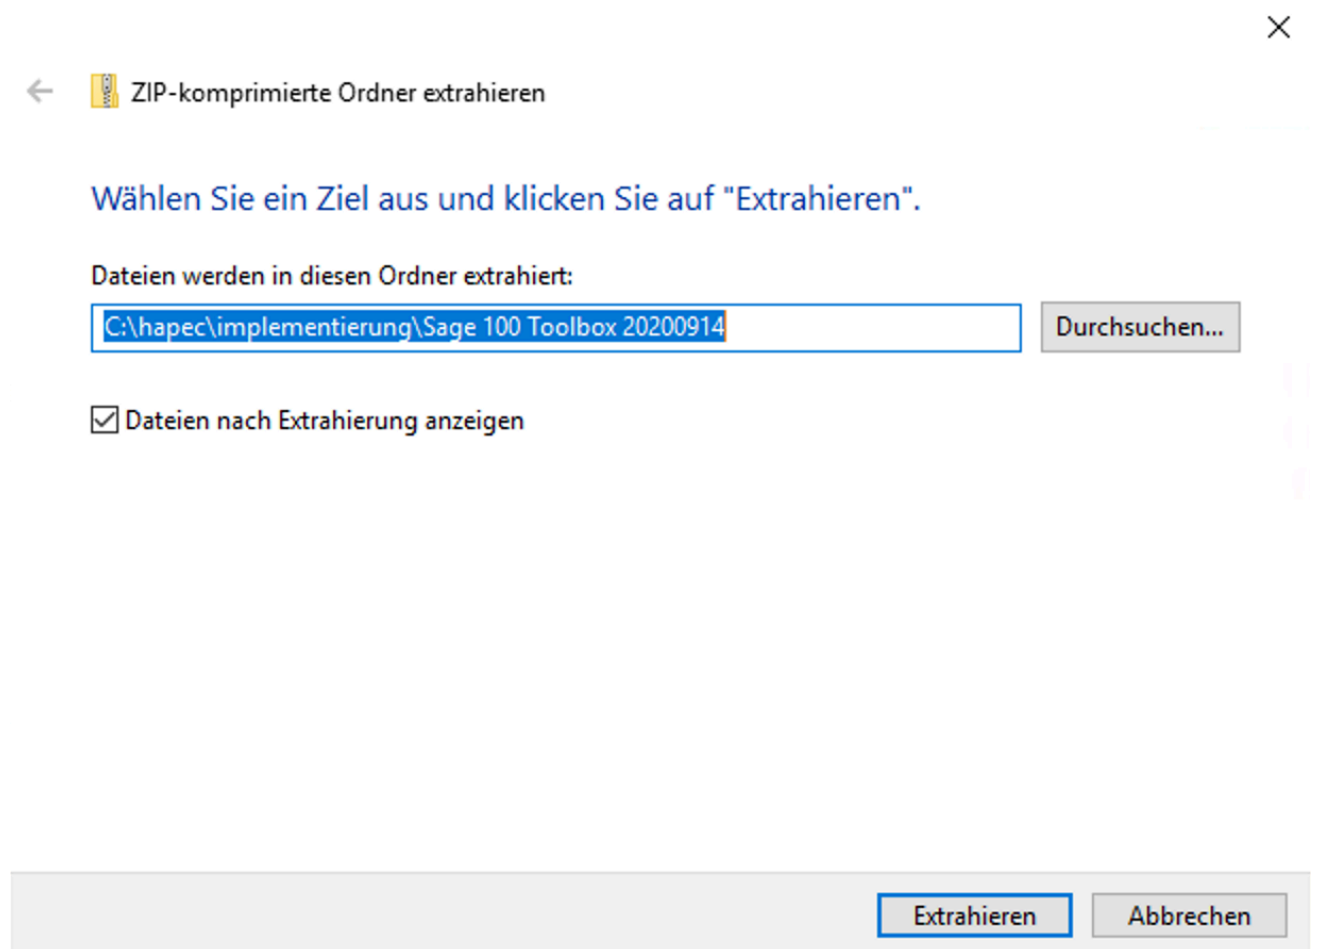 ZIP-komprimierte Ordner extrahieren
Wählen Sie ein Ziel aus und klicken Sie auf "Extrahieren".
Dateien werden in diesen Ordner extrahiert:
C:\hapec\implementierung\Sage 100 Toolbox 20200914
Durchsuchen...
Dateien nach Extrahierung anzeigen
Extrahieren
Abbrechen